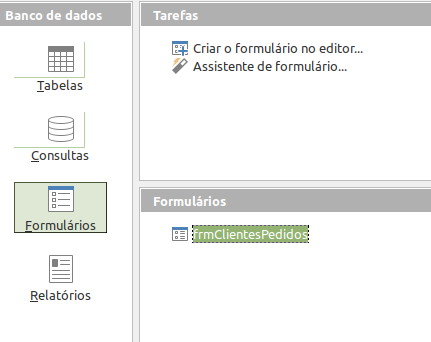 Banco de dados
Tabelas
Consultas
Formulários
Relatórios
Tarefas
Criar o formulário no editor...
Assistente de formulário...
Formulários
frmClientesPedidos